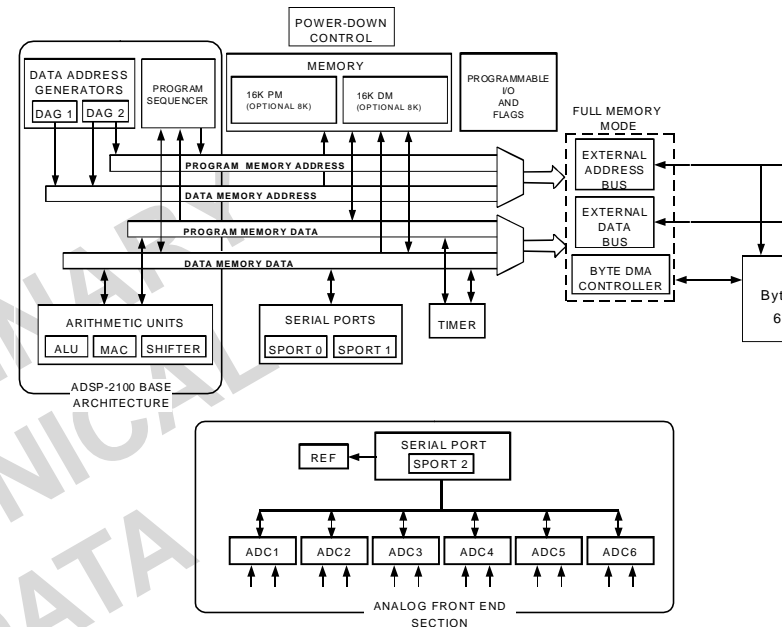 POWER-DOWN
CONTROL
DATA ADDRESS
GENERATORS
DAG 1
DAG 2
PROGRAM
SEQUENCER
MEMORY
16K PM
(OPTIONAL 8K)
16K DM
(OPTIONAL 8K)
PROGRAMMABLE
I/O
AND
FLAGS
FULL MEMORY
MODE
EXTERNAL
ADDRESS
BUS
EXTERNAL
DATA
BUS
BYTE DMA
CONTROLLER
PROGRAM MEMORY ADDRESS
DATA MEMORY ADDRESS
PROGRAM MEMORY DATA
DATA MEMORY DATA
ARITHMETIC UNITS
ALU
MAC
SHIFTER
SERIAL PORTS
SPORT 0
SPORT 1
TIMER
ADSP-2100 BASE
ARCHITECTURE
SERIAL PORT
SPORT 2
REF
ADC1
ADC2
ADC3
ADC4
ADC5
ADC6
ANALOG FRONT END
SECTION
DATA